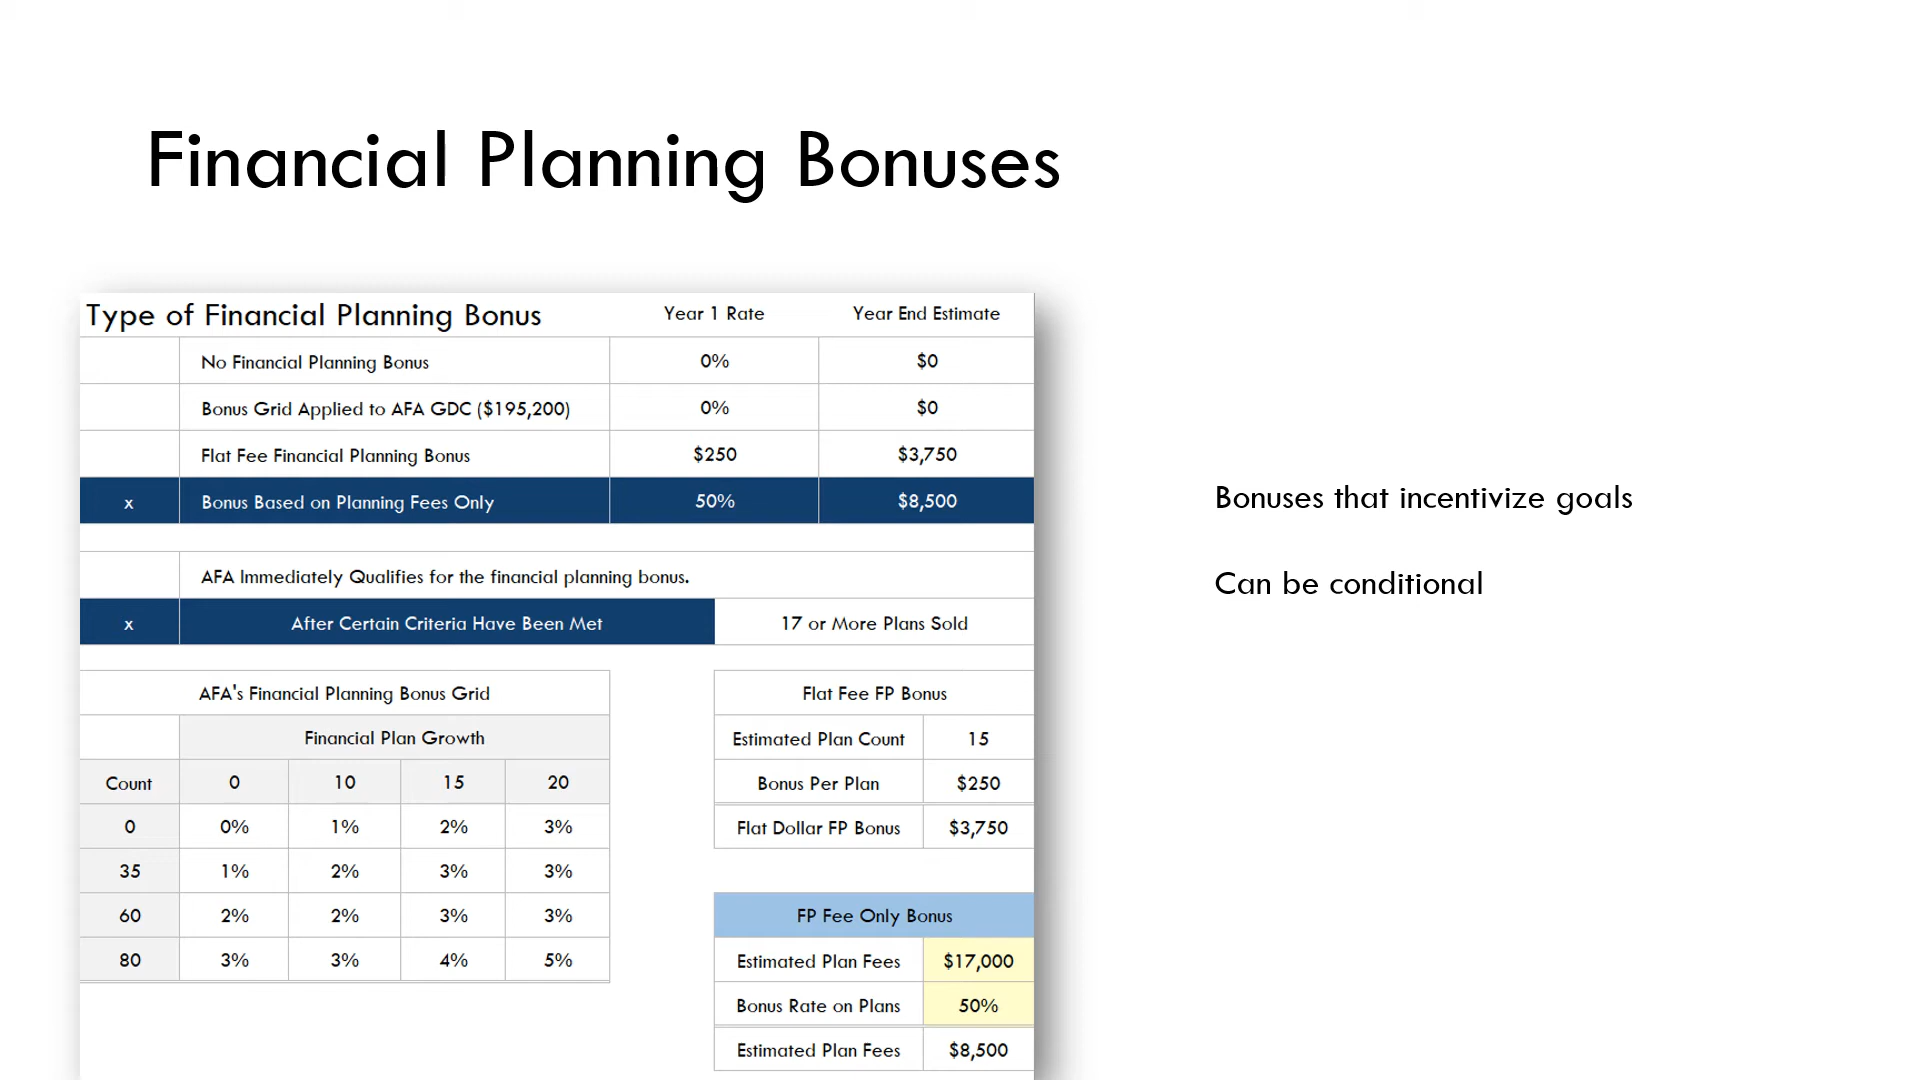 Financial Planning Bonuses
Type of Financial Planning Bonus Year 1 Rate Year End Estimate
No Financial Planning Bonus 0% $0
Bonus Grid Applied to AFA GDC ($195,200) 0% $0
Flat Fee Financial Planning Bonus $250 $3,750
x Bonus Based on Planning Fees Only 50% $8,500
AFA Immediately Qualifies for the financial planning bonus.
x After Certain Criteria Have Been Met 17 or More Plans Sold
AFA's Financial Planning Bonus Grid
Financial Plan Growth
Count 0 10 15 20
0 0% 1% 2% 3%
35 1% 2% 3% 3%
60 2% 2% 3% 3%
80 3% 3% 4% 5%
Flat Fee FP Bonus
Estimated Plan Count 15
Bonus Per Plan $250
Flat Dollar FP Bonus $3,750
FP Fee Only Bonus
Estimated Plan Fees $17,000
Bonus Rate on Plans 50%
Estimated Plan Fees $8,500
Bonuses that incentivize goals
Can be conditional